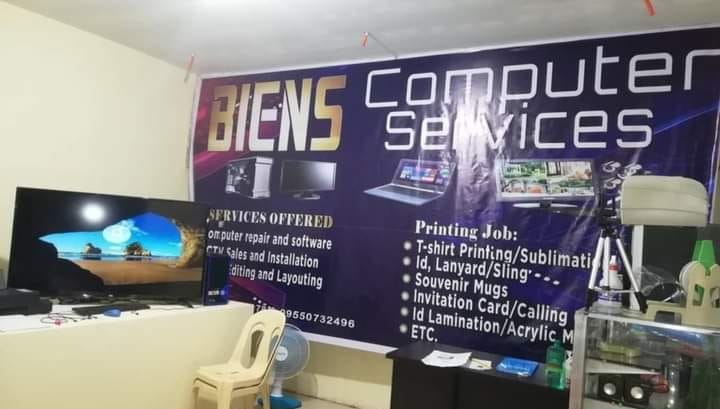 BIENS
Computer
Services
SERVICES OFFERED
omputer repair and software
CTV Sales and Installation
Editing and Layouting
09550732496
Printing Job:
• T-shirt Printing/Sublimati
• Id, Lanyard/Sling
• Souvenir Mugs
• Invitation Card/Calling
• Id Lamination/Acrylic M
• ETC.